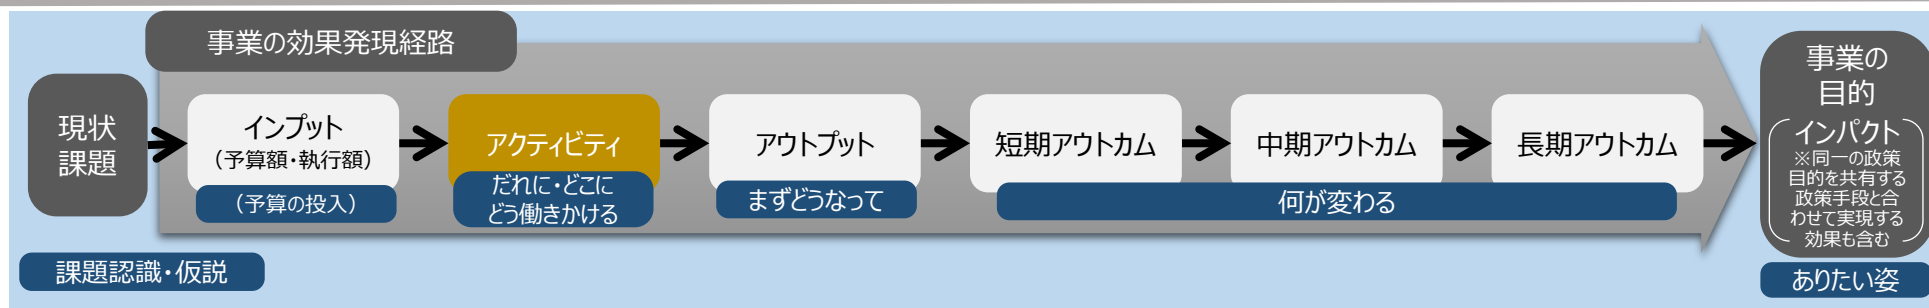 事業の効果発現経路
現状
課題
インプット
（予算額・執行額）
（予算の投入）
アクティビティ
だれに・どこに
どう働きかける
アウトプット
まずどうなって
短期アウトカム
中期アウトカム
長期アウトカム
何が変わる
事業の
目的
インパクト
※同一の政策
目的を共有する
政策手段と合
わせて実現する
効果も含む
課題認識・仮説
ありたい姿